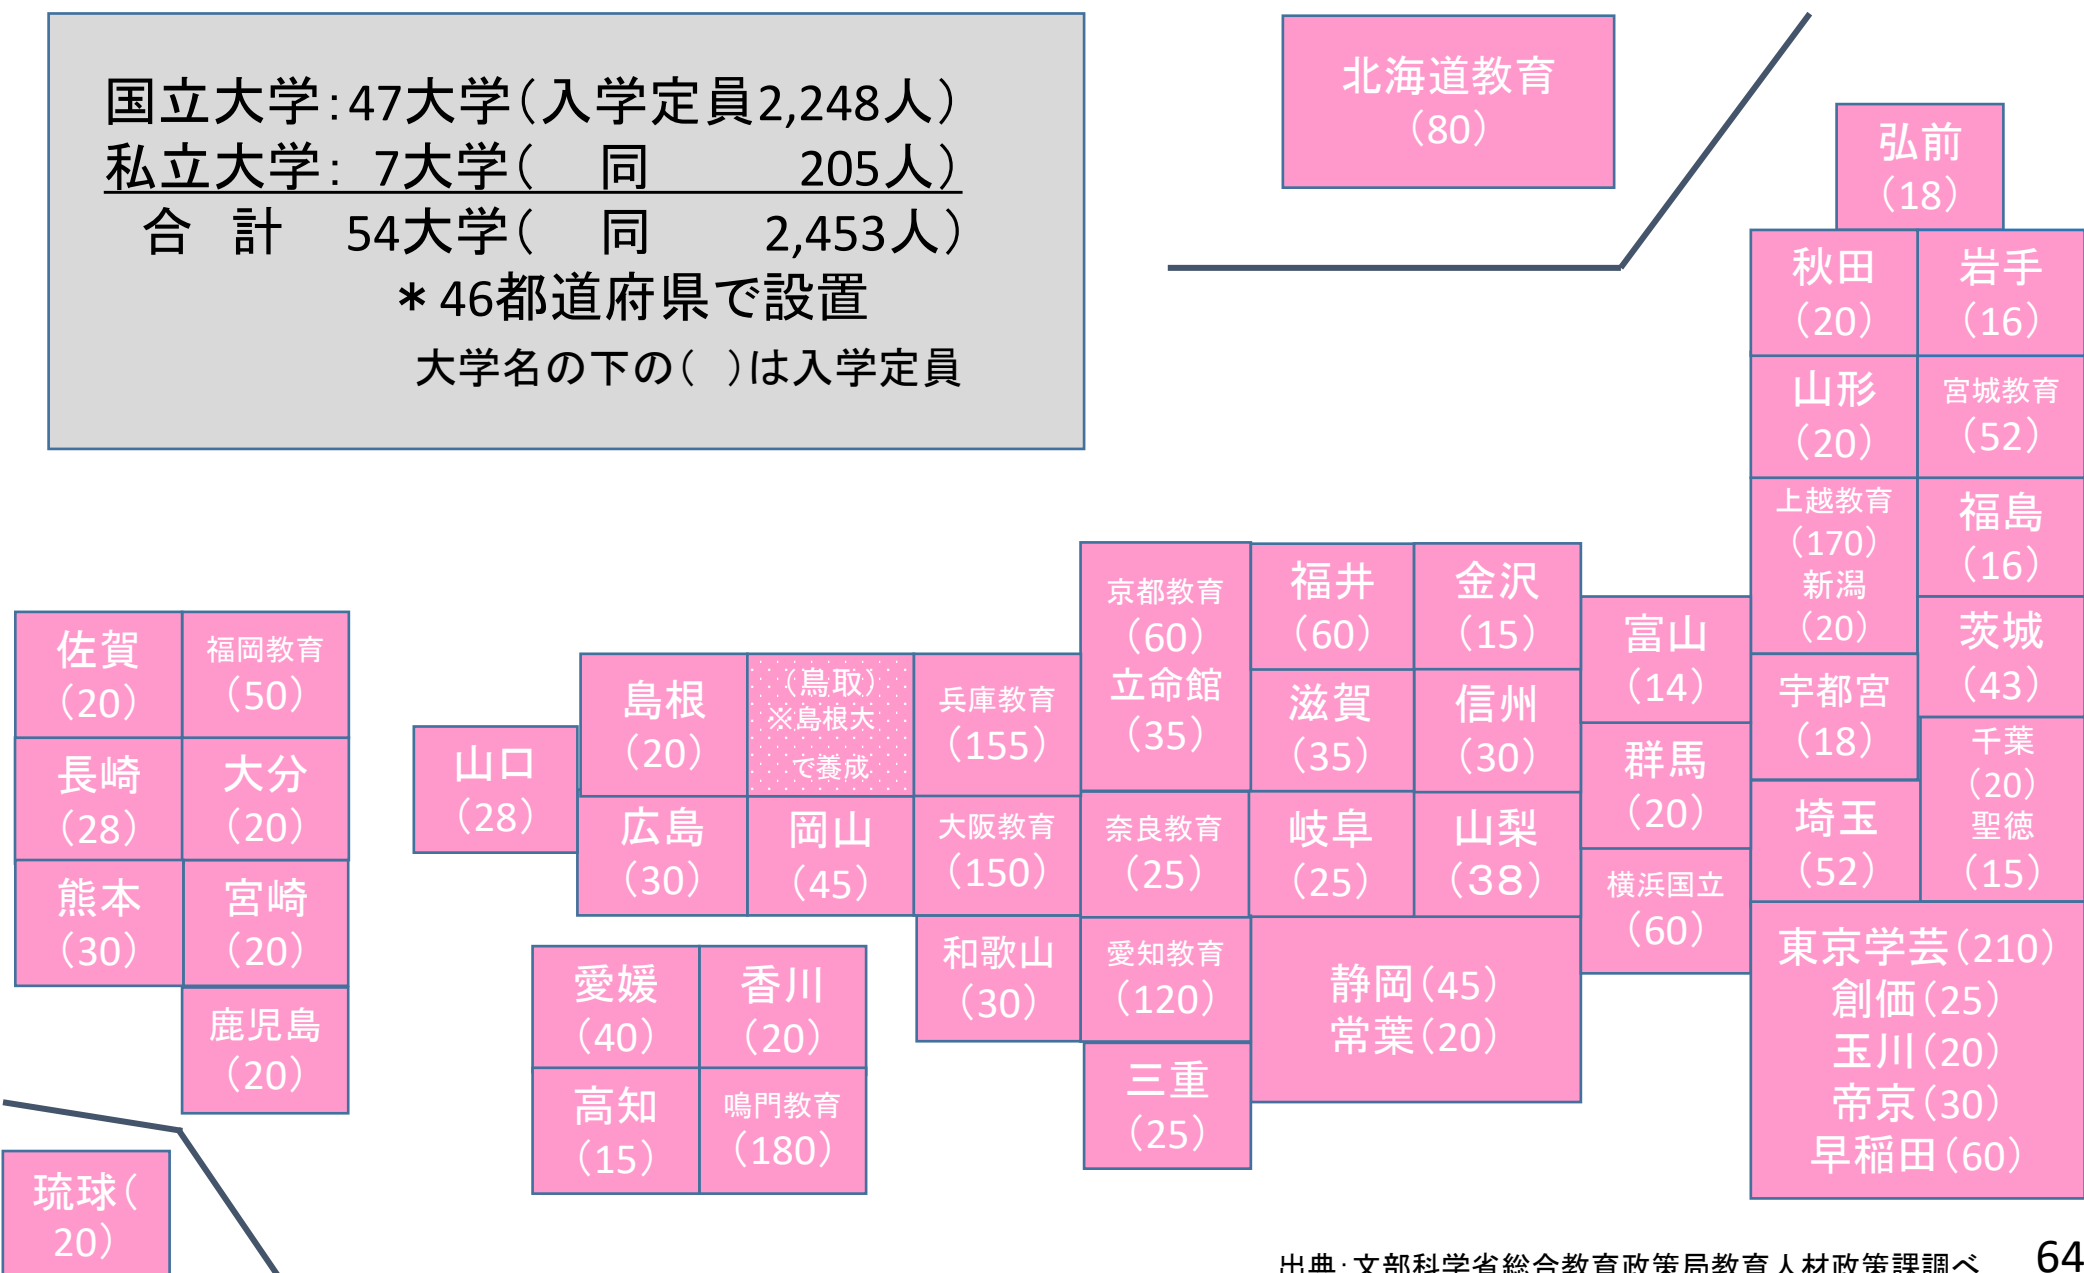 国立大学:47大学(入学定員2,248人)
私立大学: 7大学( 同 205人)
合 計 54大学( 同 2,453人)
*46都道府県で設置
大学名の下の( )は入学定員
北海道教育
(80)
弘前
(18)
秋田
(20)
岩手
(16)
山形
(20)
宮城教育
(52)
上越教育
(170)
新潟
(20)
福島
(16)
茨城
(43)
宇都宮
(18)
千葉
(20)
聖徳
(15)
埼玉
(52)
東京学芸(210)
創価(25)
玉川(20)
帝京(30)
早稲田(60)
富山
(14)
群馬
(20)
横浜国立
(60)
金沢
(15)
信州
(30)
山梨
(38)
福井
(60)
滋賀
(35)
岐阜
(25)
静岡(45)
常葉(20)
京都教育
(60)
立命館
(35)
奈良教育
(25)
愛知教育
(120)
三重
(25)
兵庫教育
(155)
大阪教育
(150)
和歌山
(30)
(鳥取)
※島根大
で養成
岡山
(45)
島根
(20)
広島
(30)
山口
(28)
愛媛
(40)
香川
(20)
高知
(15)
鳴門教育
(180)
佐賀
(20)
福岡教育
(50)
長崎
(28)
大分
(20)
熊本
(30)
宮崎
(20)
鹿児島
(20)
琉球(
20)
出典:文部科学省総合教育政策局教育人材政策課調べ
64